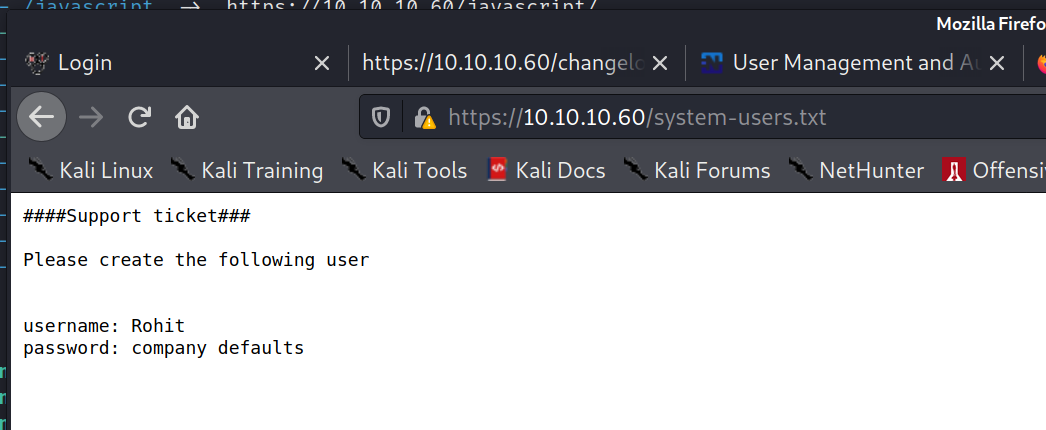 /javascript → https://10.10.10.60/javascript/
Mozilla Firefo
Login
https://10.10.10.60/changelo
User Management and Au
https://10.10.10.60/system-users.txt
Kali Linux
Kali Training
Kali Tools
Kali Docs
Kali Forums
NetHunter
Offensi
####Support ticket###
Please create the following user
username: Rohit
password: company defaults